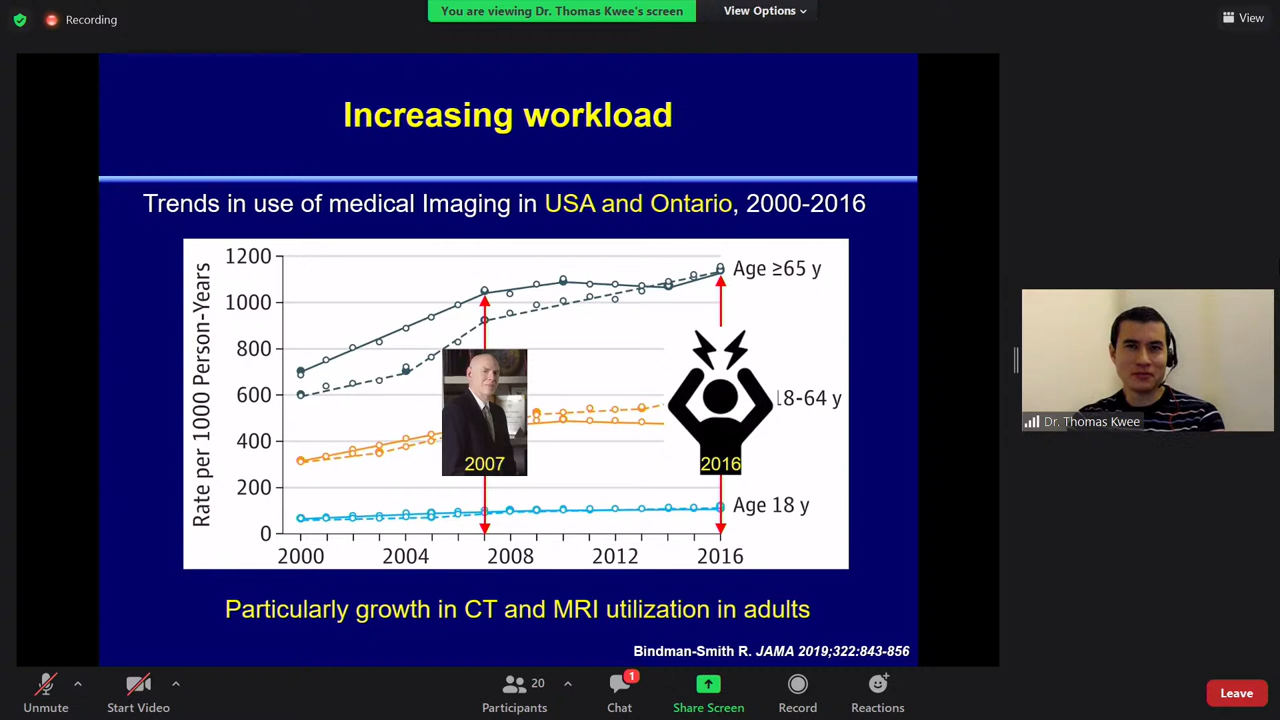 Recording
You are viewing Dr. Thomas Kwee's screen
View Options
View
Increasing workload
Trends in use of medical Imaging in USA and Ontario, 2000-2016
Rate per 1000 Person-Years
1200
1000
800
600
400
200
0
2000
2004
2008
2012
2016
Age ≥65 y
18-64 y
Age 18 y
2007
2016
Particularly growth in CT and MRI utilization in adults
Bindman-Smith R. JAMA 2019;322:843-856
Dr. Thomas Kwee
Unmute
Start Video
20
Participants
1
Chat
Share Screen
Record
Reactions
Leave